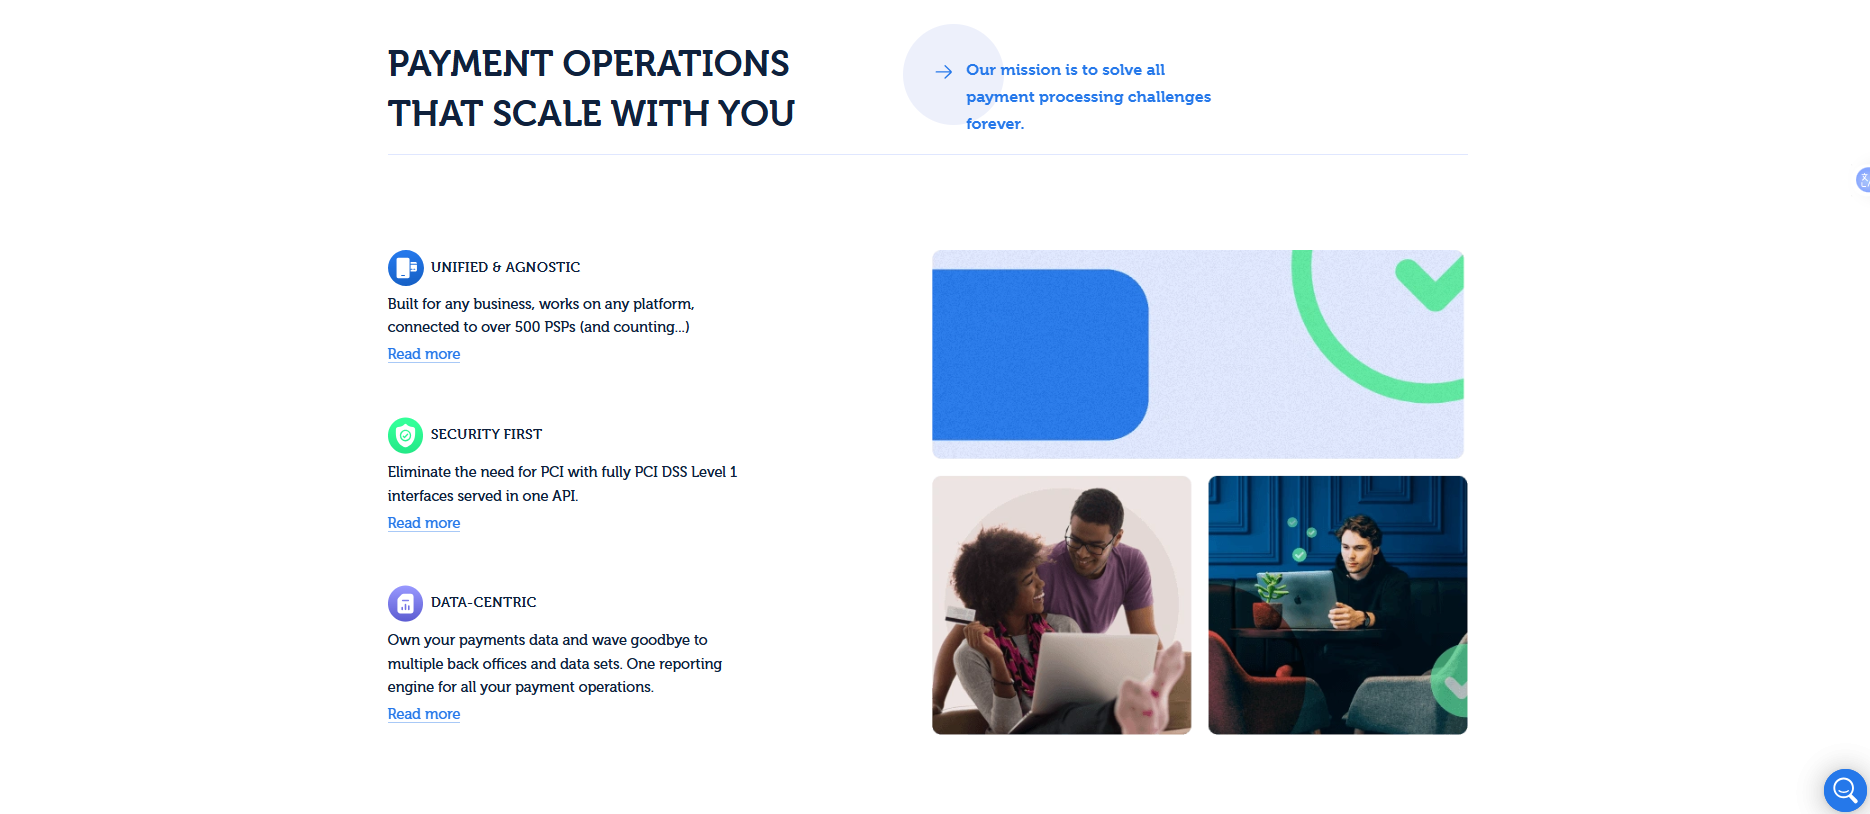 PAYMENT OPERATIONS
THAT SCALE WITH YOU
Our mission is to solve all
payment processing challenges
forever.
UNIFIED & AGNOSTIC
Built for any business, works on any platform,
connected to over 500 PSPs (and counting...)
Read more
SECURITY FIRST
Eliminate the need for PCI with fully PCI DSS Level 1
interfaces served in one API.
Read more
DATA-CENTRIC
Own your payments data and wave goodbye to
multiple back offices and data sets. One reporting
engine for all your payment operations.
Read more